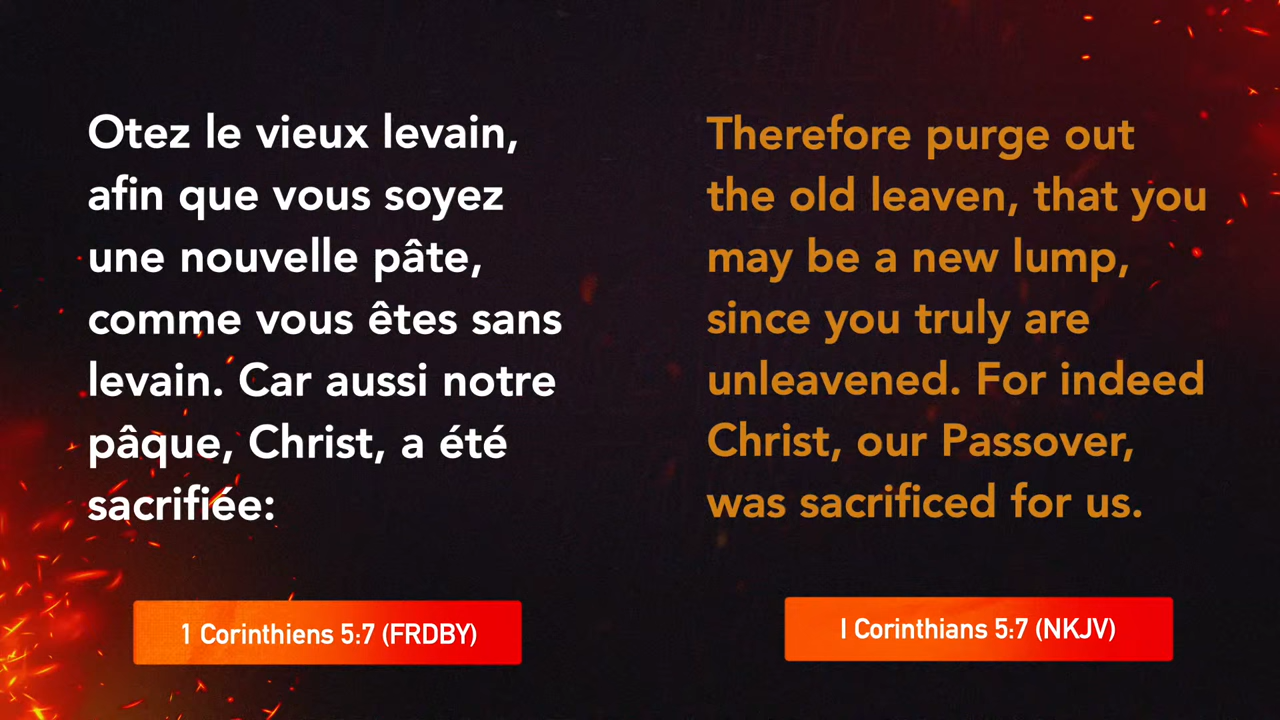 Otez le vieux levain,
afin que vous soyez
une nouvelle pâte,
comme vous êtes sans
levain. Car aussi notre
pâque, Christ, a été
sacrifiée:
1 Corinthiens 5:7 (FRDBY)
Therefore purge out
the old leaven, that you
may be a new lump,
since you truly are
unleavened. For indeed
Christ, our Passover,
was sacrificed for us.
I Corinthians 5:7 (NKJV)